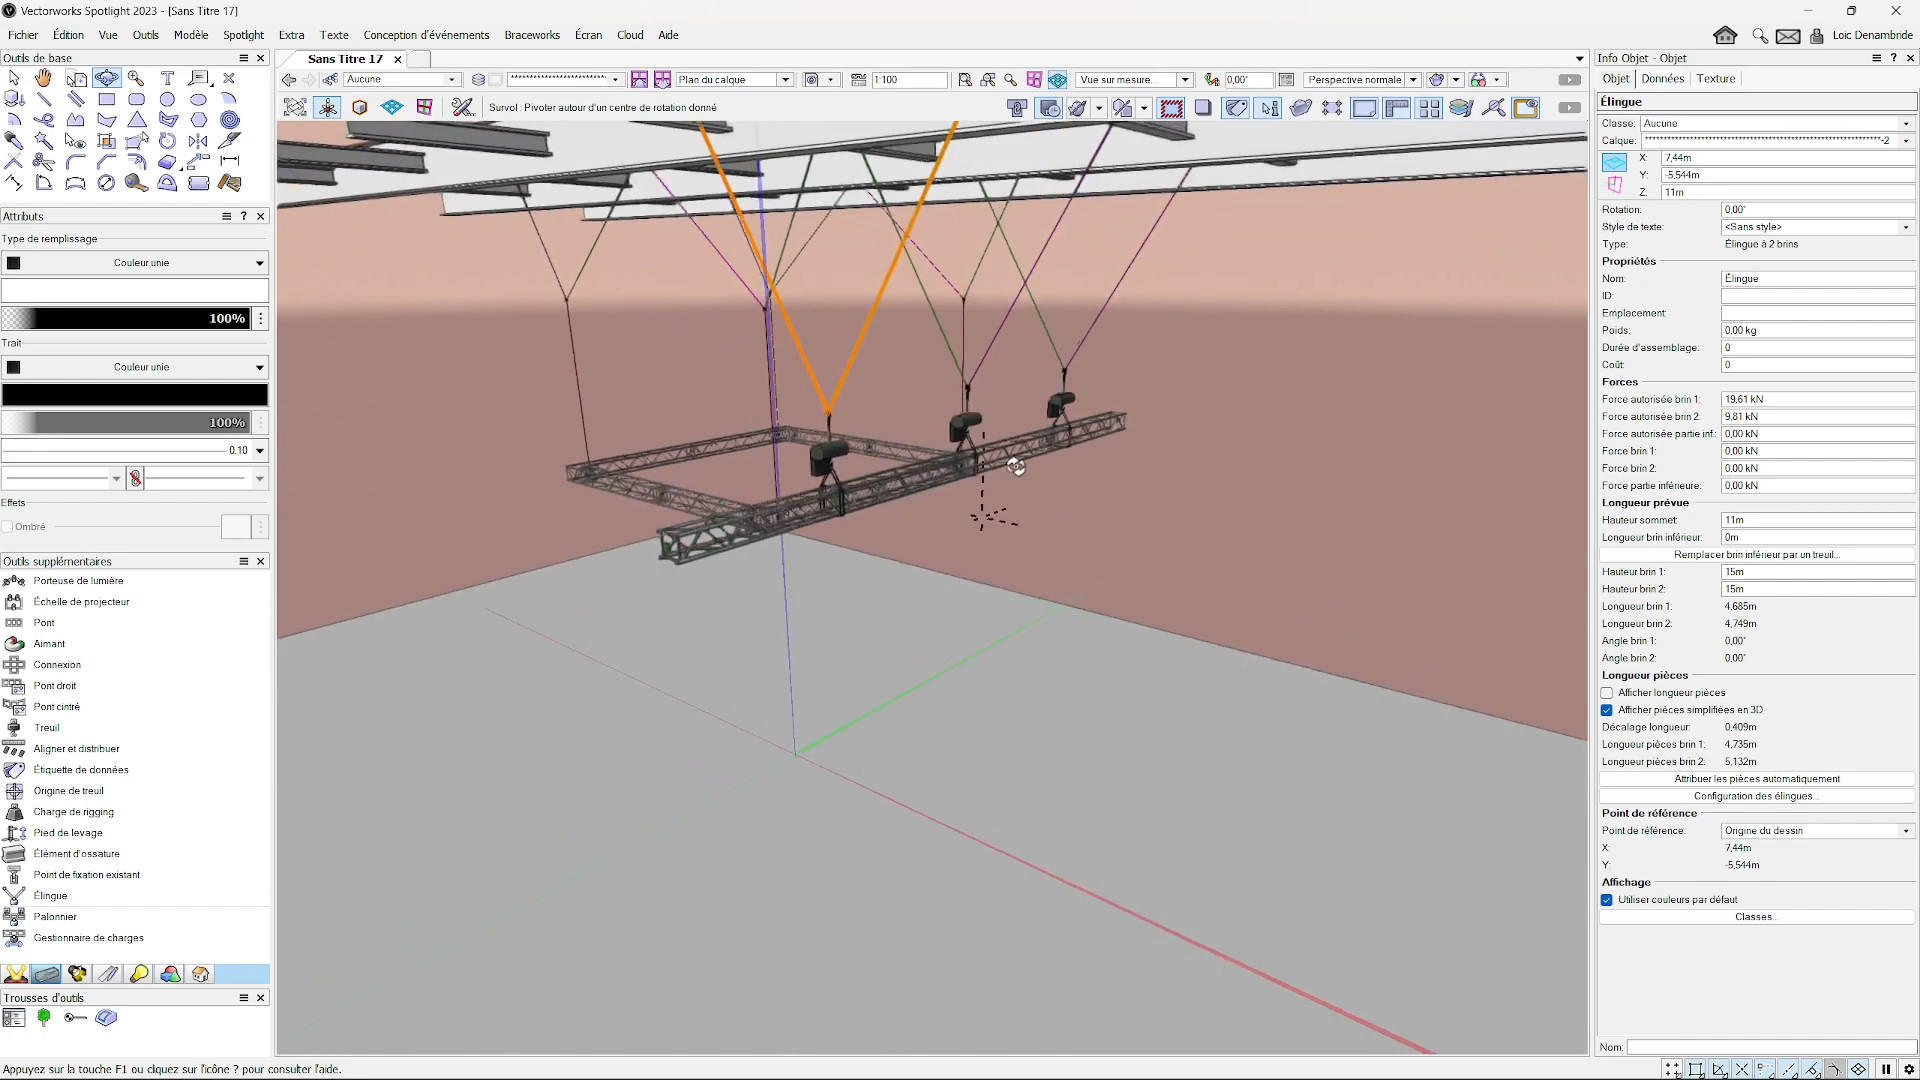 Vectorworks Spotlight 2023 - [Sans Titre 17]
Fichier Édition Vue Outils Modèle Spotlight Extra Texte Conception d'événements Braceworks Écran Cloud Aide
Loïc Denambride
Outils de base
Sans Titre 17
Info Objet - Objet
Aucune
Plan du calque
1:100
Vue sur mesure...
0,00°
Perspective normale
Survol : Pivoter autour d'un centre de rotation donné
Attributs
Type de remplissage
Couleur unie
100%
Trait
Couleur unie
100%
0.10
Effets
Ombré
Outils supplémentaires
Porteuse de lumière
Échelle de projecteur
Pont
Aimant
Connexion
Pont droit
Pont cintré
Treuil
Aligner et distribuer
Étiquette de données
Origine de treuil
Charge de rigging
Pied de levage
Élément d'ossature
Point de fixation existant
Élingue
Palonnier
Gestionnaire de charges
Trousses d'outils
Appuyez sur la touche F1 ou cliquez sur l'icône ? pour consulter l'aide.
Objet Données Texture
Élingue
Classe: Aucune
X: 7,44m
Y: -5,544m
Z: 11m
Rotation: 0,00°
Style de texte: <Sans style>
Type: Élingue à 2 brins
Propriétés
Nom: Élingue
ID:
Emplacement:
Poids: 0,00 kg
Durée d'assemblage: 0
Coût: 0
Forces
Force autorisée brin 1: 19,61 kN
Force autorisée brin 2: 9,81 kN
Force autorisée partie inf.: 0,00 kN
Force brin 1: 0,00 kN
Force brin 2: 0,00 kN
Force partie inférieure: 0,00 kN
Longueur prévue
Hauteur sommet: 11m
Longueur brin inférieur: 0m
Remplacer brin inférieur par un treuil...
Hauteur brin 1: 15m
Hauteur brin 2: 15m
Longueur brin 1: 4,685m
Longueur brin 2: 4,749m
Angle brin 1: 0,00°
Angle brin 2: 0,00°
Longueur pièces
Afficher longueur pièces
Afficher pièces simplifiées en 3D
Décalage longueur: 0,409m
Longueur pièces brin 1: 4,735m
Longueur pièces brin 2: 5,132m
Attribuer les pièces automatiquement
Configuration des élingues...
Point de référence
Point de référence: Origine du dessin
X: 7,44m
Y: -5,544m
Affichage
Utiliser couleurs par défaut
Classes...
Nom: